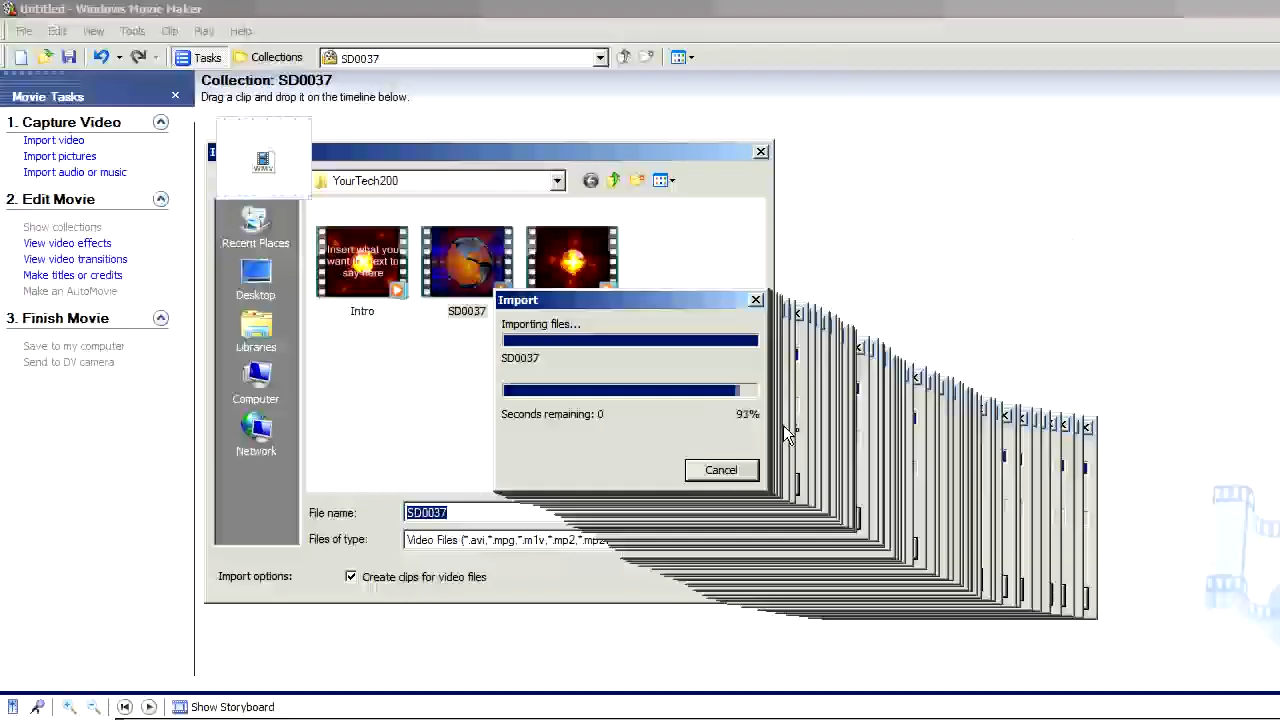 Untitled - Windows Movie Maker
File Edit View Tools Clip Play Help
Tasks Collections SD0037
Movie Tasks
Collection: SD0037
Drag a clip and drop it on the timeline below.
1. Capture Video
Import video
Import pictures
Import audio or music
2. Edit Movie
Show collections
View video effects
View video transitions
Make titles or credits
Make an AutoMovie
3. Finish Movie
Save to my computer
Send to DV camera
WMV
YourTech200
Recent Places
Desktop
Libraries
Computer
Network
Insert what you
want in text to
say here
Intro
SD0037
Import
Importing files...
SD0037
Seconds remaining: 0 93%
Cancel
File name: SD0037
Files of type: Video Files (*.avi,*.mpg,*.m1v,*.mp2,*.mp2
Import options: Create clips for video files
Show Storyboard